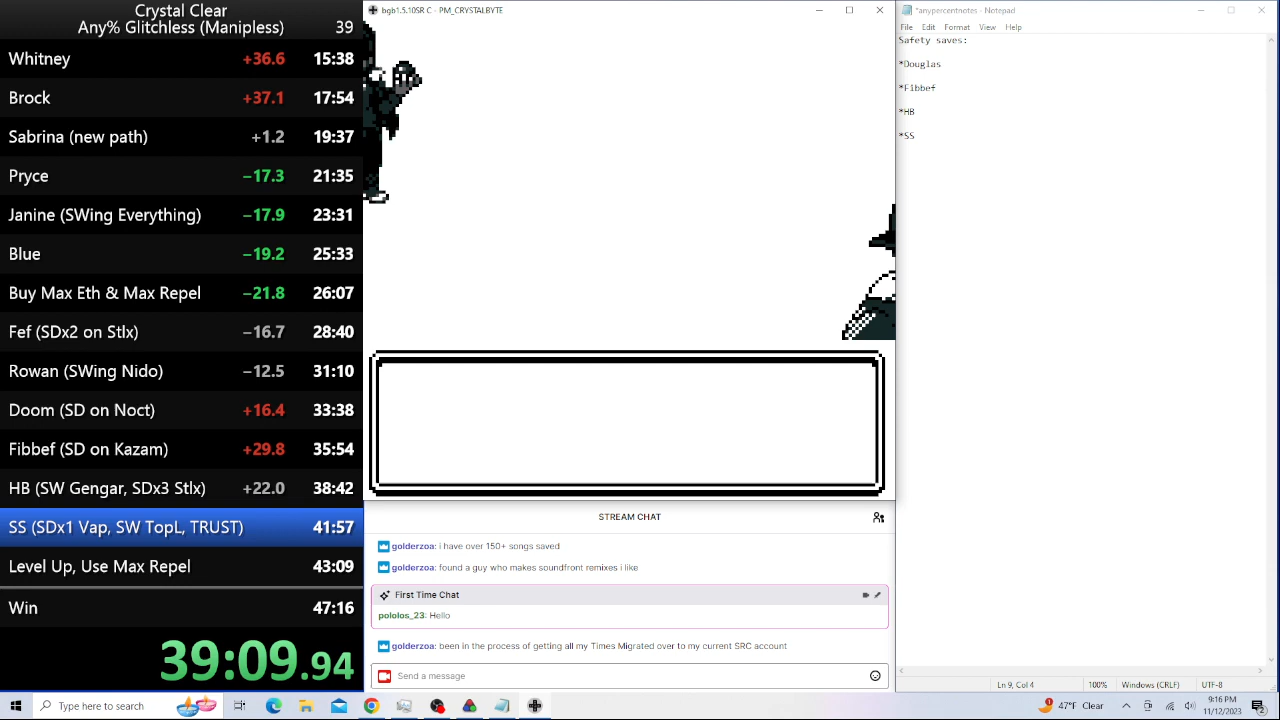 Crystal Clear
Any% Glitchless (Manipless) 39
Whitney +36.6 15:38
Brock +37.1 17:54
Sabrina (new path) +1.2 19:37
Pryce −17.3 21:35
Janne (SWing Everything) −17.9 23:31
Blue −19.2 25:33
Buy Max Eth & Max Repel −21.8 26:07
Fef (SDx2 on Stlx) −16.7 28:40
Rowan (SWing Nido) −12.5 31:10
Doom (SD on Noct) +16.4 33:38
Fibbef (SD on Kazam) +29.8 35:54
HB (SW Gengar, SDx3 Stlx) +22.0 38:42
SS (SDx1 Vap, SW TopL, TRUST) 41:57
Level Up, Use Max Repel 43:09
Win 47:16
39:09.94
bgb1.5.10SR C - PM_CRYSTALBYTE
STREAM CHAT
golderzoa: i have over 150+ songs saved
golderzoa: found a guy who makes soundfront remixes i like
First Time Chat
pololos_23: Hello
golderzoa: been in the process of getting all my Times Migrated over to my current SRC account
Send a message
*anypercentnotes - Notepad
File Edit Format View Help
Safety saves:
*Douglas
*Fibbef
*HB
*SS
Ln 9, Col 4 100% Windows (CRLF) UTF-8
Type here to search
47°F Clear
9:16 PM
11/12/2023
2